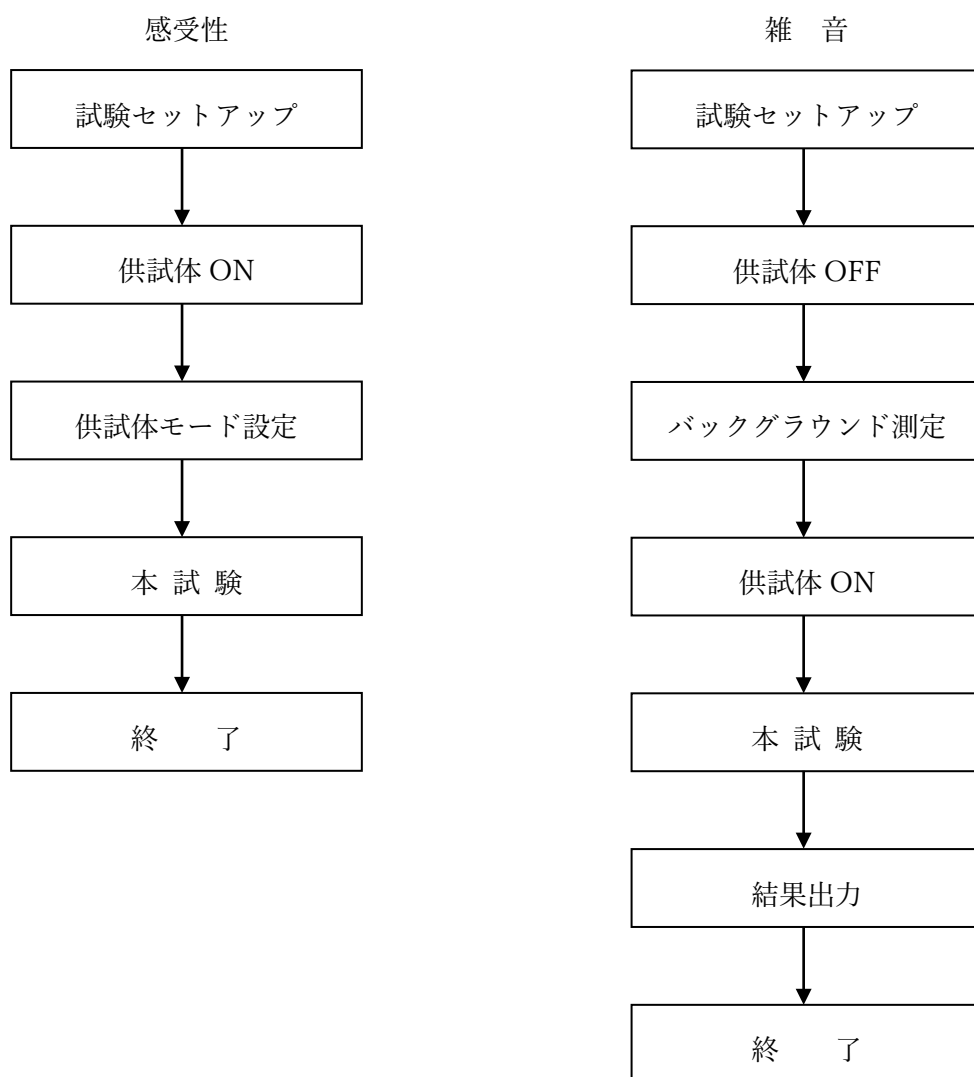 感受性
試験セットアップ
供試体 ON
供試体モード設定
本 試 験
終　　了
雑　音
試験セットアップ
供試体 OFF
バックグラウンド測定
供試体 ON
本 試 験
結果出力
終　　了